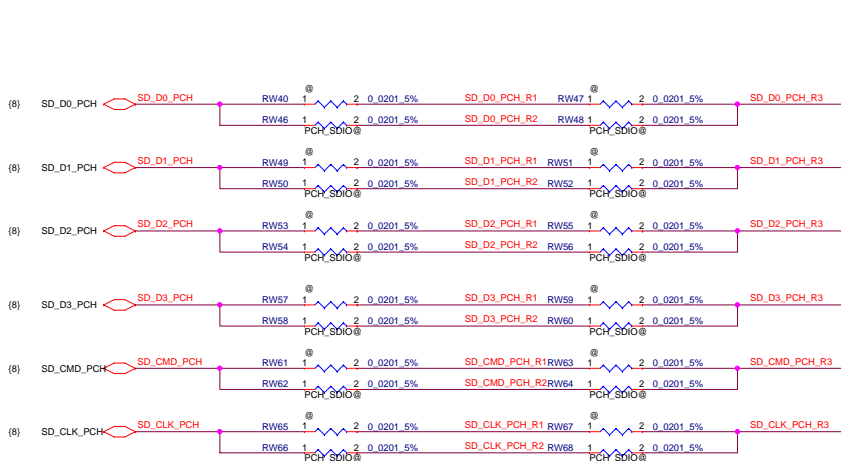 @ @
{8} SD_D0_PCH SD_D0_PCH RW40 1 2 0_0201_5% SD_D0_PCH_R1 RW47 1 2 0_0201_5% SD_D0_PCH_R3
RW46 1 2 0_0201_5% SD_D0_PCH_R2 RW48 1 2 0_0201_5%
PCH_SDIO@ PCH_SDIO@
@ @
{8} SD_D1_PCH SD_D1_PCH RW49 1 2 0_0201_5% SD_D1_PCH_R1 RW51 1 2 0_0201_5% SD_D1_PCH_R3
RW50 1 2 0_0201_5% SD_D1_PCH_R2 RW52 1 2 0_0201_5%
PCH_SDIO@ PCH_SDIO@
@ @
{8} SD_D2_PCH SD_D2_PCH RW53 1 2 0_0201_5% SD_D2_PCH_R1 RW55 1 2 0_0201_5% SD_D2_PCH_R3
RW54 1 2 0_0201_5% SD_D2_PCH_R2 RW56 1 2 0_0201_5%
PCH_SDIO@ PCH_SDIO@
@ @
{8} SD_D3_PCH SD_D3_PCH RW57 1 2 0_0201_5% SD_D3_PCH_R1 RW59 1 2 0_0201_5% SD_D3_PCH_R3
RW58 1 2 0_0201_5% SD_D3_PCH_R2 RW60 1 2 0_0201_5%
PCH_SDIO@ PCH_SDIO@
@ @
{8} SD_CMD_PCH SD_CMD_PCH RW61 1 2 0_0201_5% SD_CMD_PCH_R1 RW63 1 2 0_0201_5% SD_CMD_PCH_R3
RW62 1 2 0_0201_5% SD_CMD_PCH_R2 RW64 1 2 0_0201_5%
PCH_SDIO@ PCH_SDIO@
@ @
{8} SD_CLK_PCH SD_CLK_PCH RW65 1 2 0_0201_5% SD_CLK_PCH_R1 RW67 1 2 0_0201_5% SD_CLK_PCH_R3
RW66 1 2 0_0201_5% SD_CLK_PCH_R2 RW68 1 2 0_0201_5%
PCH_SDIO@ PCH_SDIO@